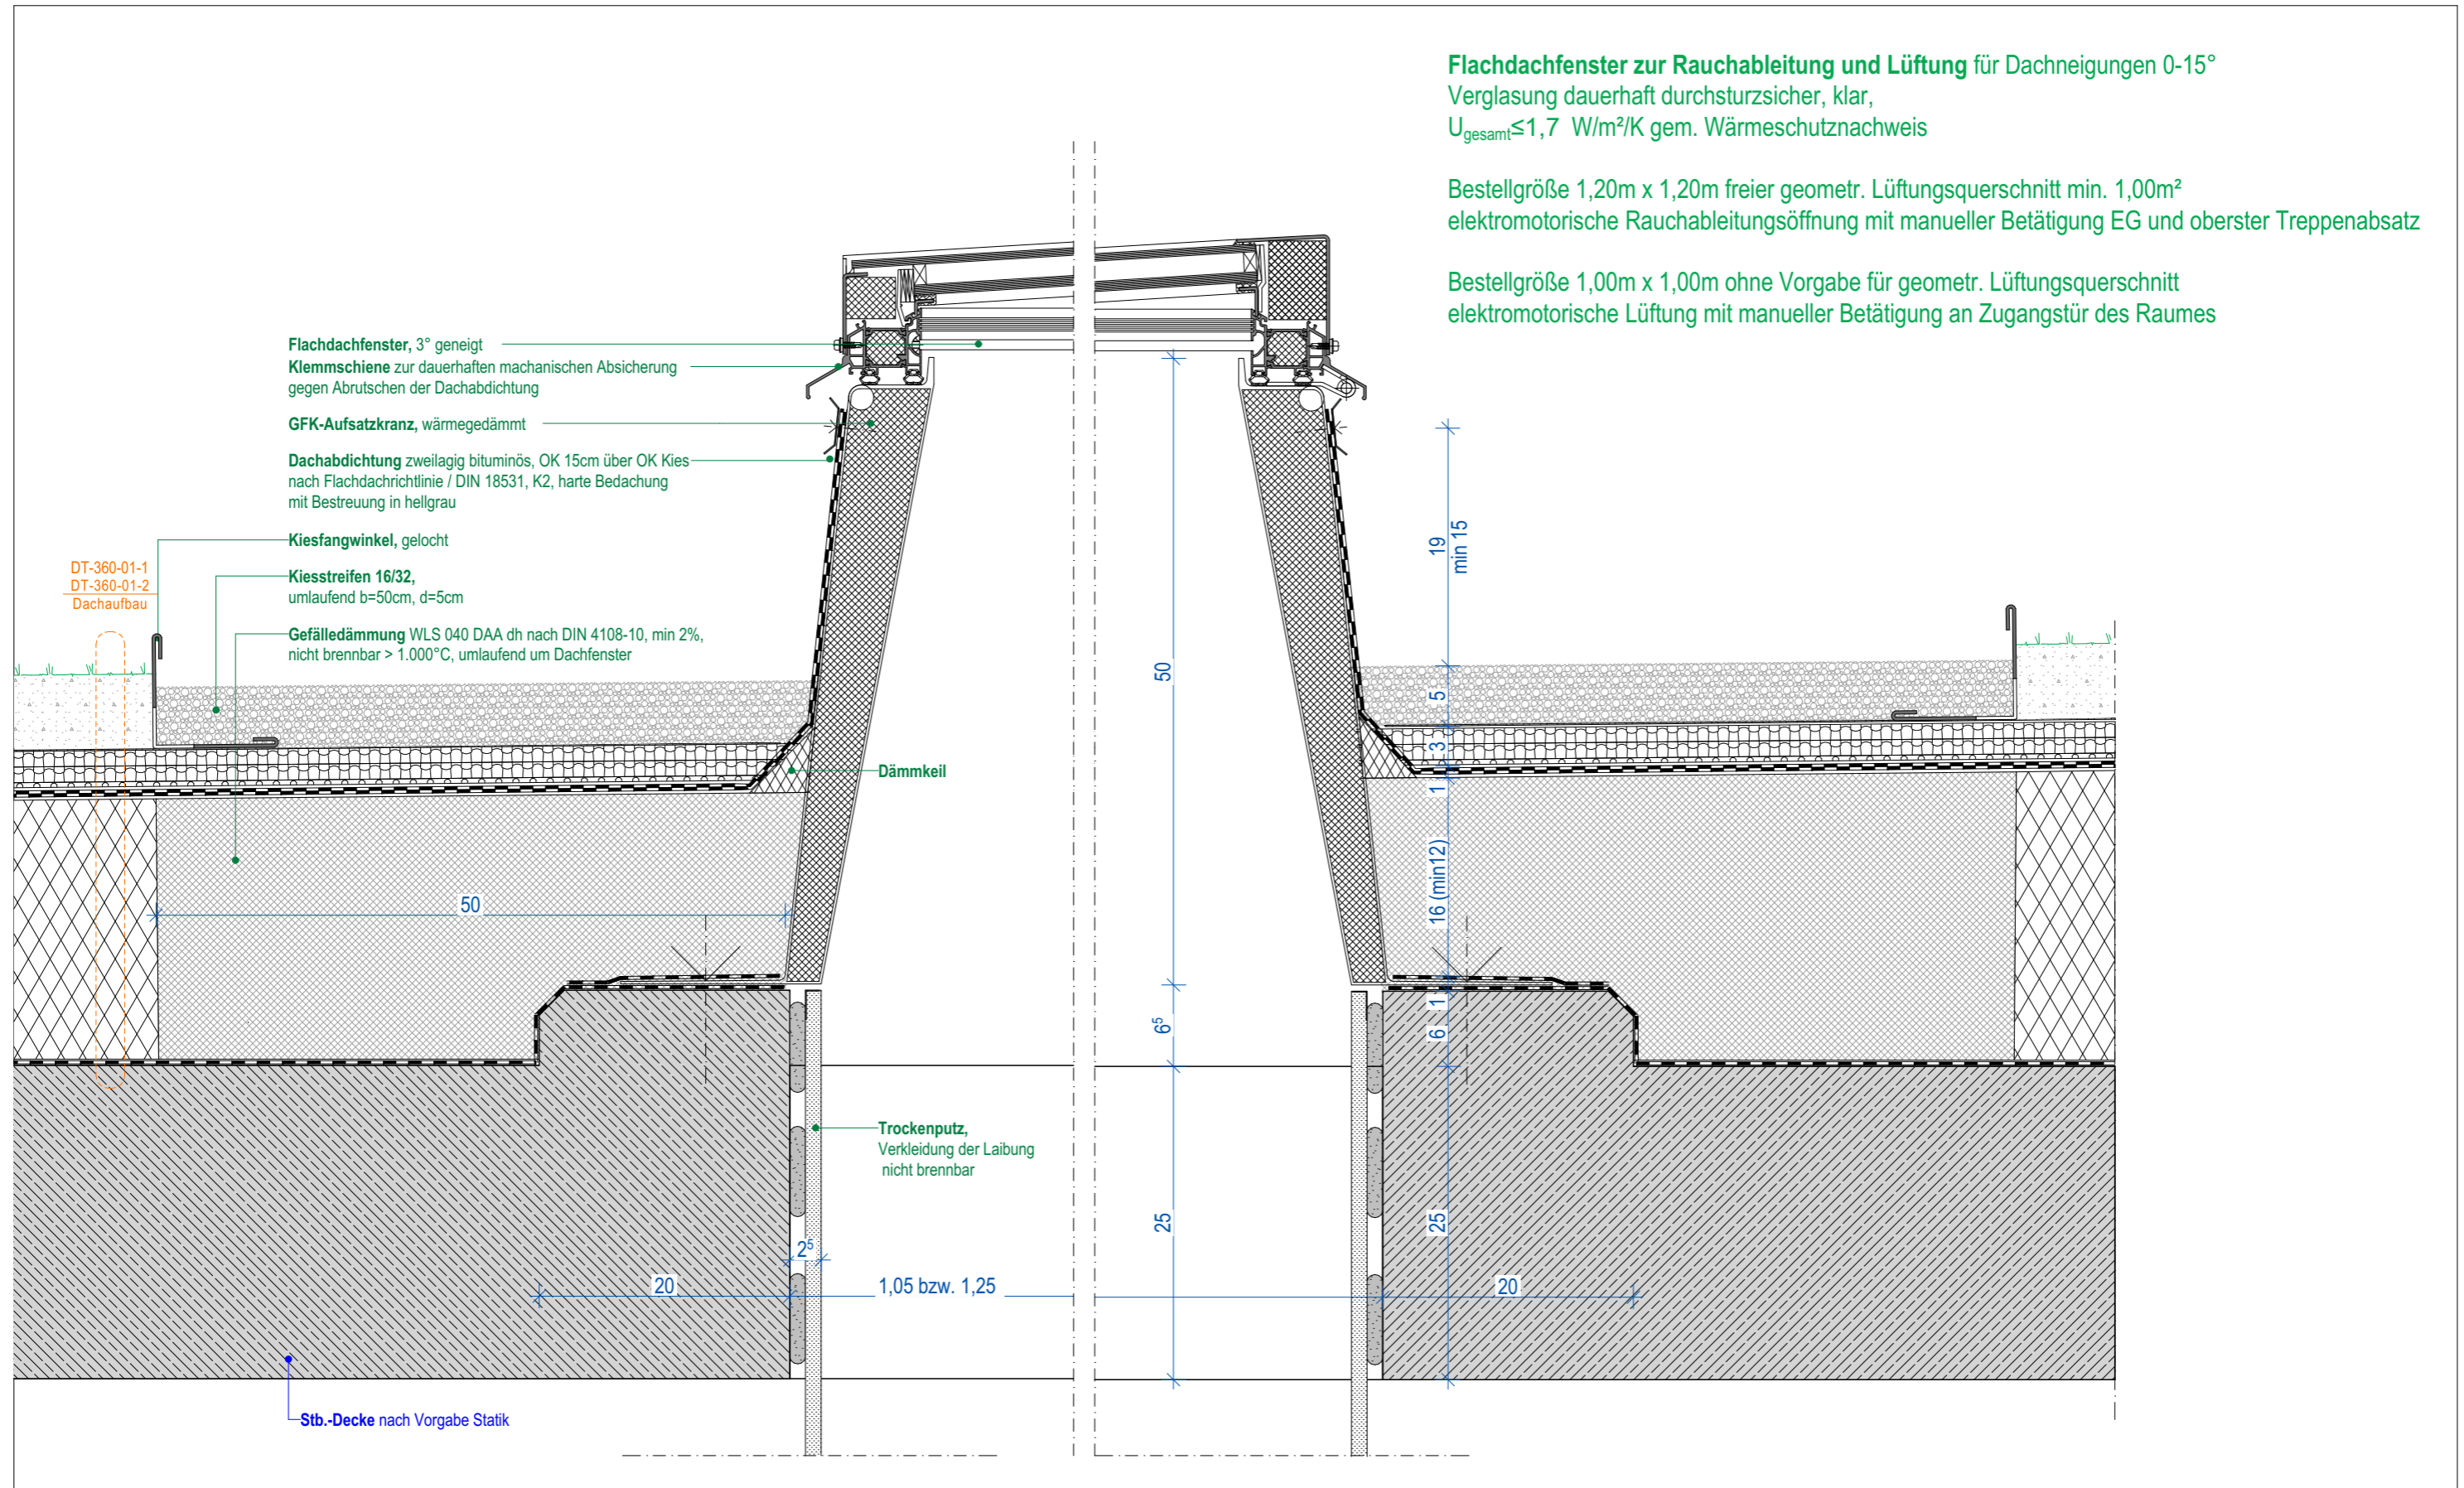 Flachdachfenster zur Rauchableitung und Lüftung für Dachneigungen 0-15°
Verglasung dauerhaft durchsturzsicher, klar,
Ugesamt≤1,7 W/m²/K gem. Wärmeschutznachweis
Bestellgröße 1,20m x 1,20m freier geometr. Lüftungsquerschnitt min. 1,00m²
elektromotorische Rauchableitungsöffnung mit manueller Betätigung EG und oberster Treppenabsatz
Bestellgröße 1,00m x 1,00m ohne Vorgabe für geometr. Lüftungsquerschnitt
elektromotorische Lüftung mit manueller Betätigung an Zugangstür des Raumes
Flachdachfenster, 3° geneigt
Klemmschiene zur dauerhaften machanischen Absicherung
gegen Abrutschen der Dachabdichtung
GFK-Aufsatzkranz, wärmegedämmt
Dachabdichtung zweilagig bituminös, OK 15cm über OK Kies
nach Flachdachrichtlinie / DIN 18531, K2, harte Bedachung
mit Bestreuung in hellgrau
Kiesfangwinkel, gelocht
DT-360-01-1
DT-360-01-2
Dachaufbau
Kiesstreifen 16/32,
umlaufend b=50cm, d=5cm
Gefälledämmung WLS 040 DAA dh nach DIN 4108-10, min 2%,
nicht brennbar > 1.000°C, umlaufend um Dachfenster
Dämmkeil
50
Trockenputz,
Verkleidung der Laibung
nicht brennbar
2⁵
20
1,05 bzw. 1,25
20
Stb.-Decke nach Vorgabe Statik
50
6⁵
25
19
min 15
5
3
1
16 (min12)
1
6
25